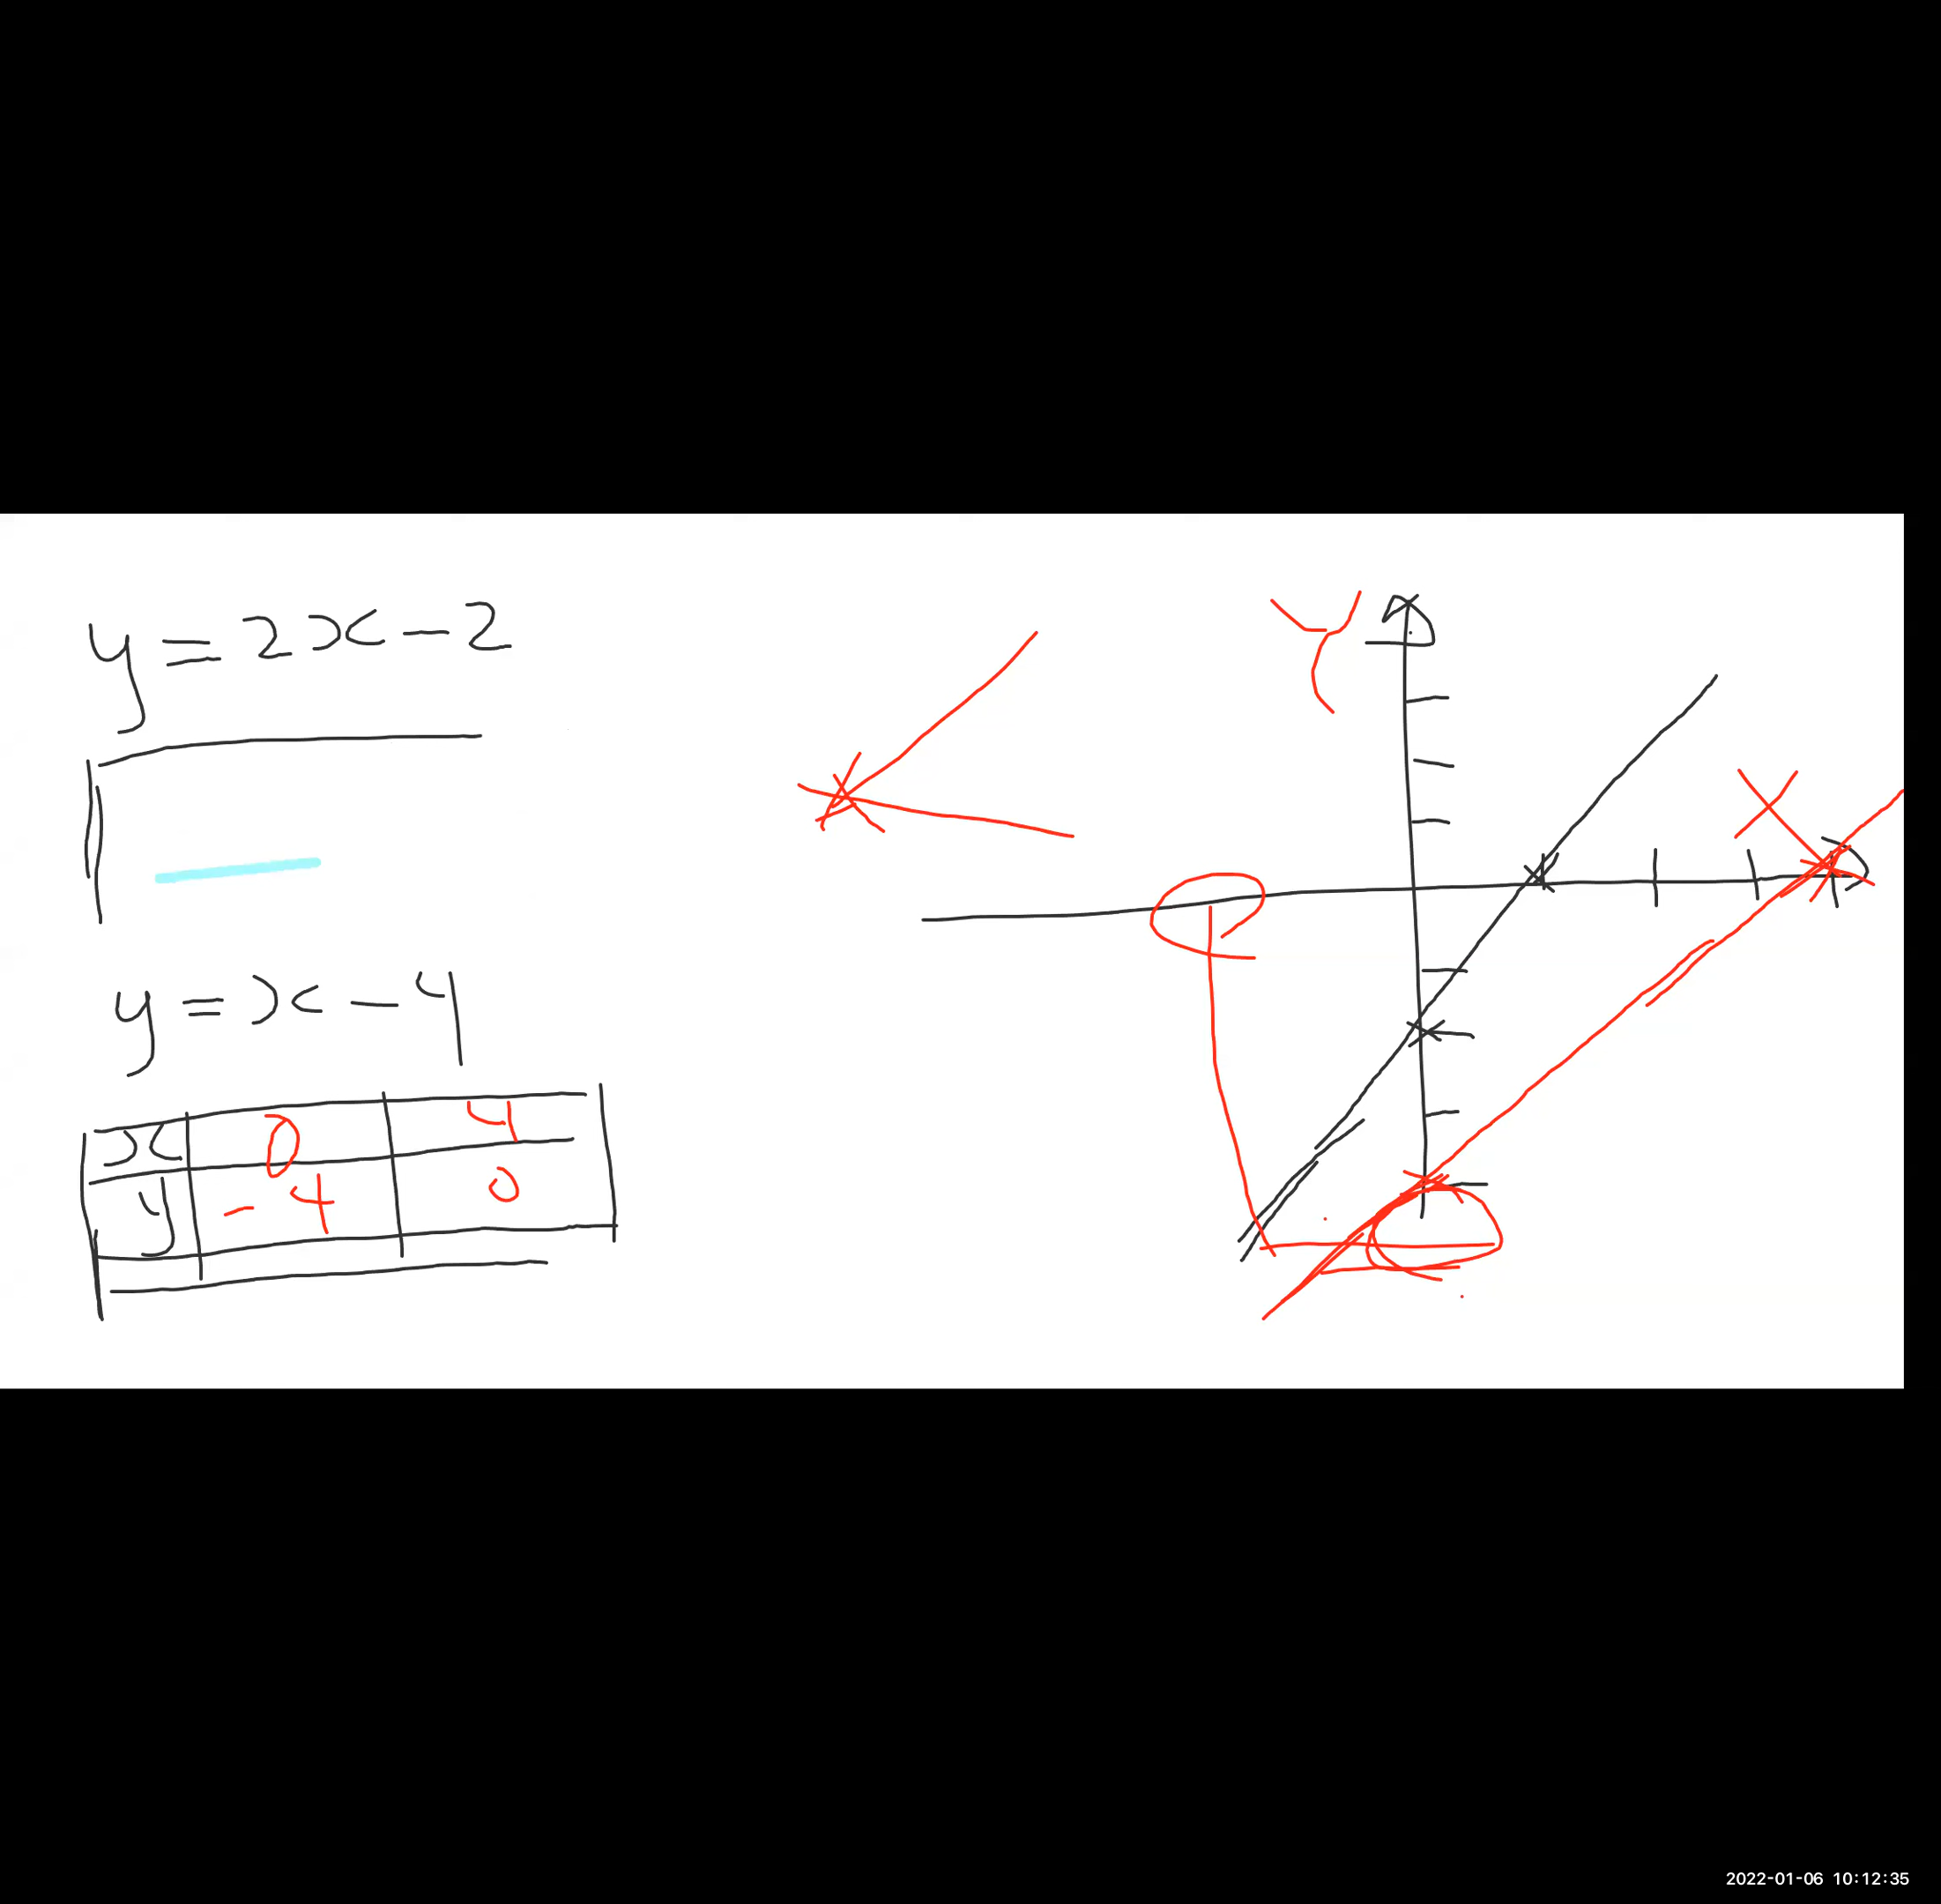 y = 2x - 2
Y
X
y = x - 4
x 0 4
y -4 0
2022-01-06 10:12:35